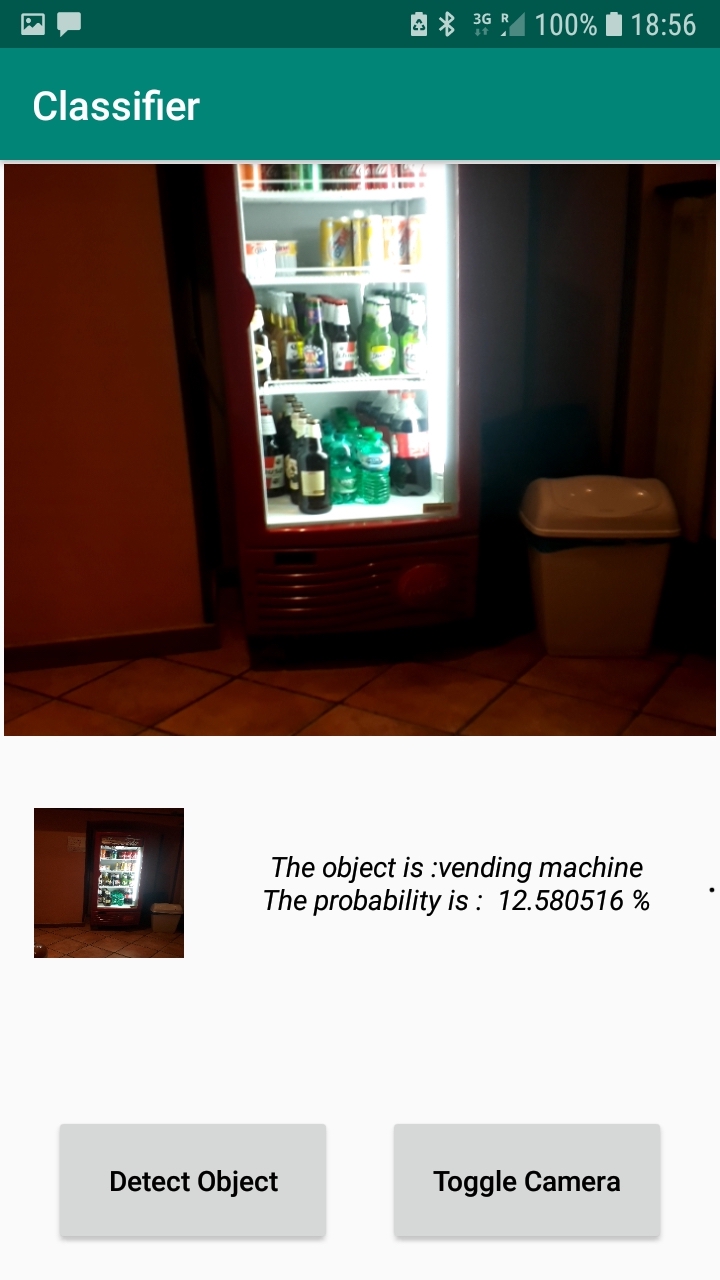 3G R 100% 18:56
Classifier
The object is :vending machine
The probability is : 12.580516 %
.
Detect Object
Toggle Camera